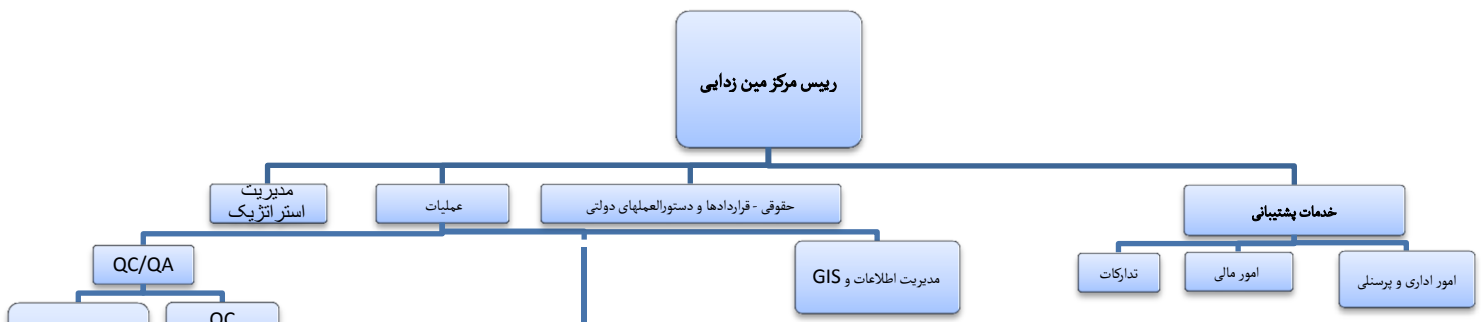 رییس مرکز مین زدایی
خدمات پشتیبانی
حقوقی - قراردادها و دستورالعملهای دولتی
عملیات
مدیریت
استراتژیک
امور اداری و پرسنلی
امور مالی
تدارکات
مدیریت اطلاعات و GIS
QC/QA
QC